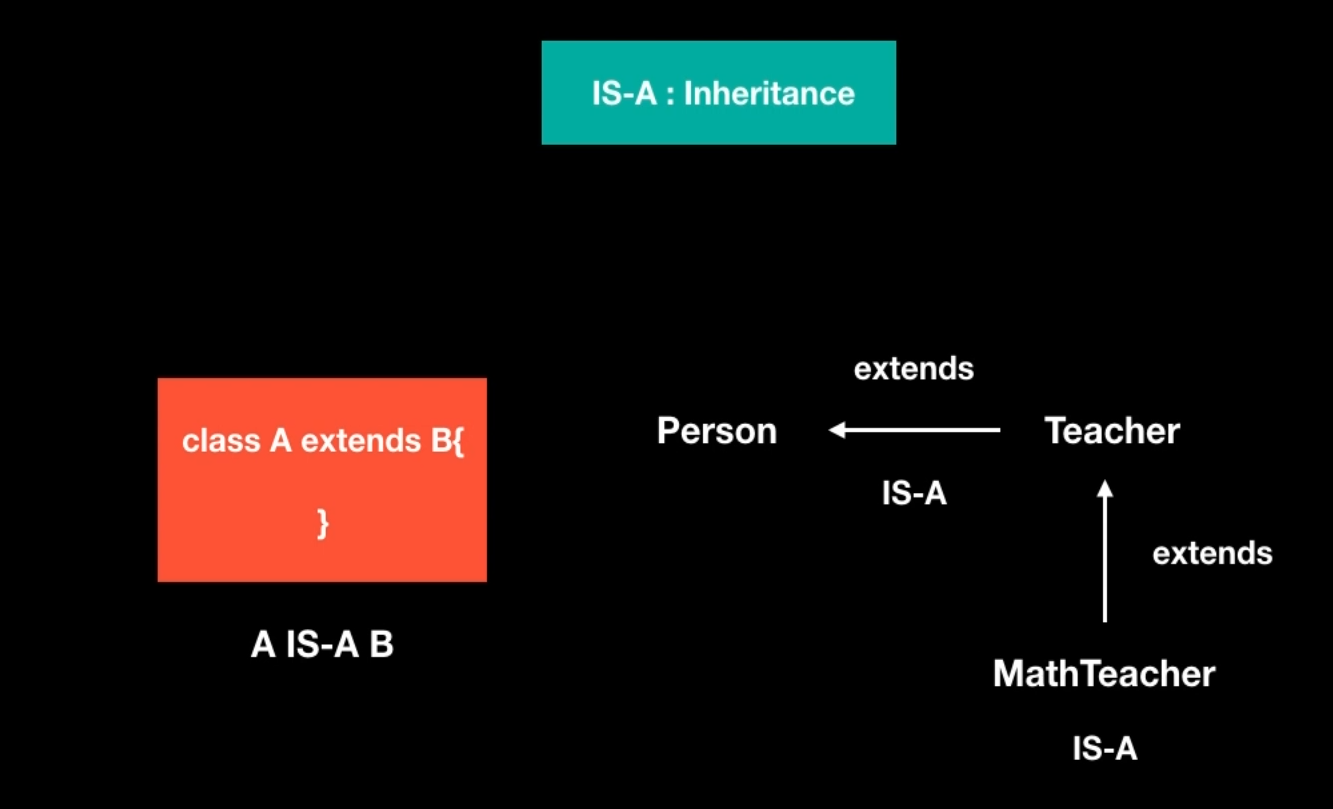 IS-A : Inheritance
class A extends B{
}
A IS-A B
extends
Person
Teacher
IS-A
extends
MathTeacher
IS-A